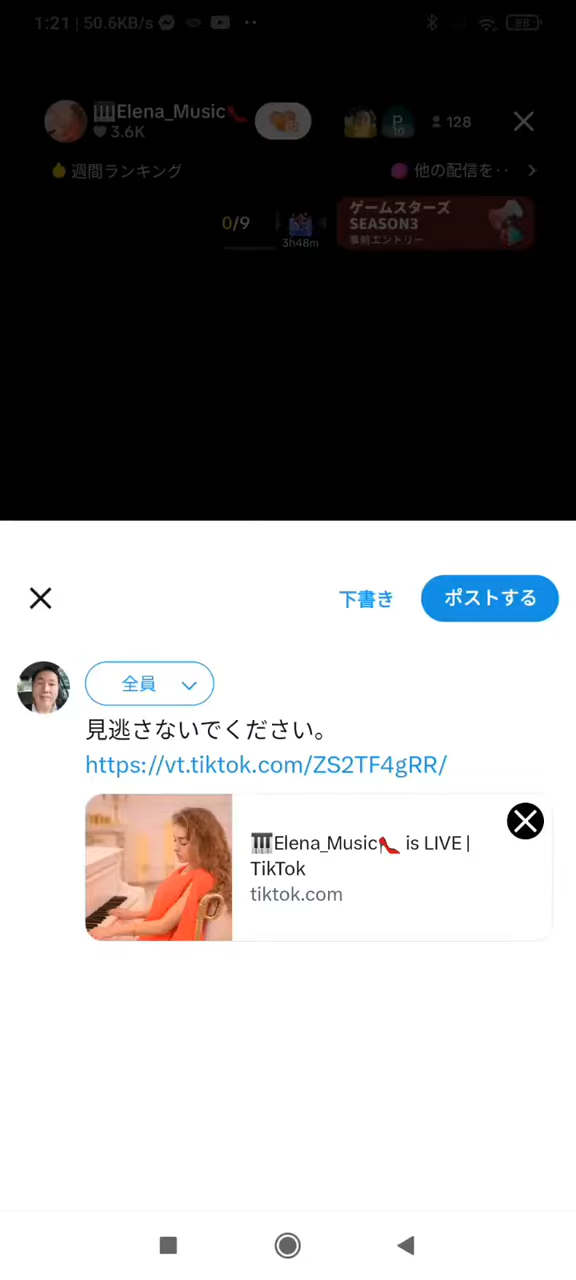 1:21 | 50.6KB/s
88
🎹Elena_Music👠
3.6K
P
10
128
週間ランキング
他の配信を‥
0/9
3h48m
ゲームスターズ
SEASON3
事前エントリー
下書き
ポストする
全員
見逃さないでください。
https://vt.tiktok.com/ZS2TF4gRR/
🎹Elena_Music👠 is LIVE |
TikTok
tiktok.com